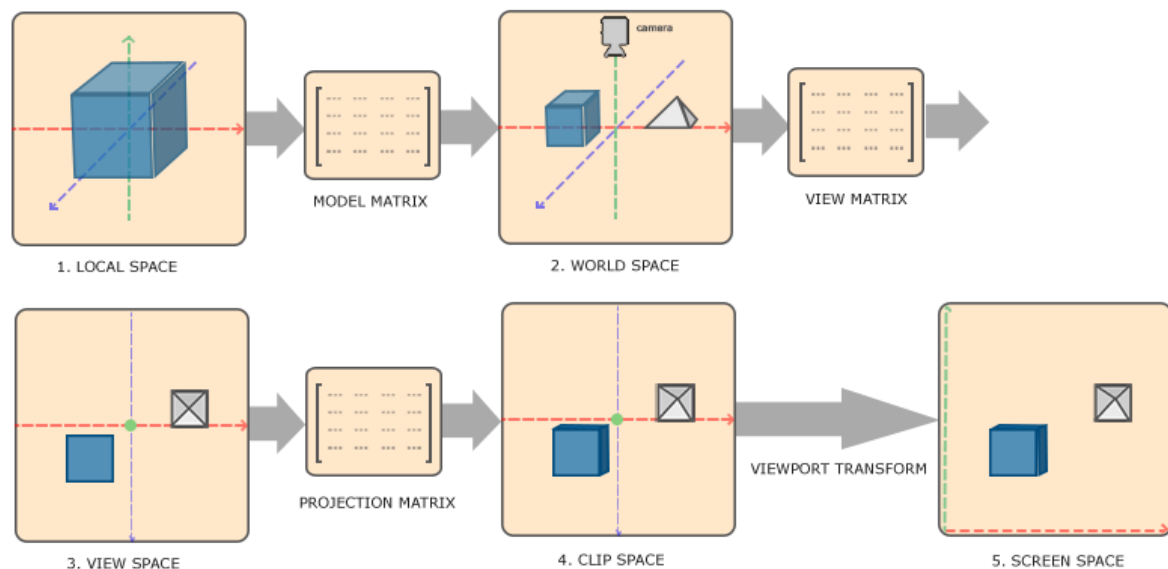 camera
MODEL MATRIX
VIEW MATRIX
1. LOCAL SPACE
2. WORLD SPACE
PROJECTION MATRIX
VIEWPORT TRANSFORM
3. VIEW SPACE
4. CLIP SPACE
5. SCREEN SPACE